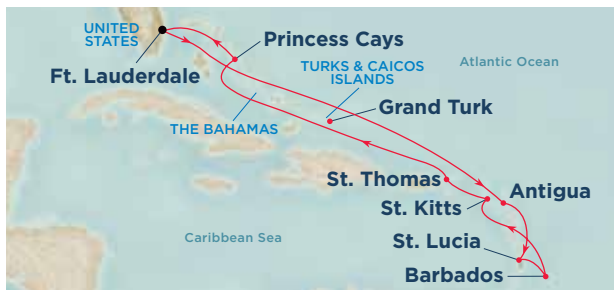 UNITED
STATES
Princess Cays
Ft. Lauderdale
TURKS & CAICOS
ISLANDS
Atlantic Ocean
Grand Turk
THE BAHAMAS
St. Thomas
Antigua
St. Kitts
Caribbean Sea
St. Lucia
Barbados